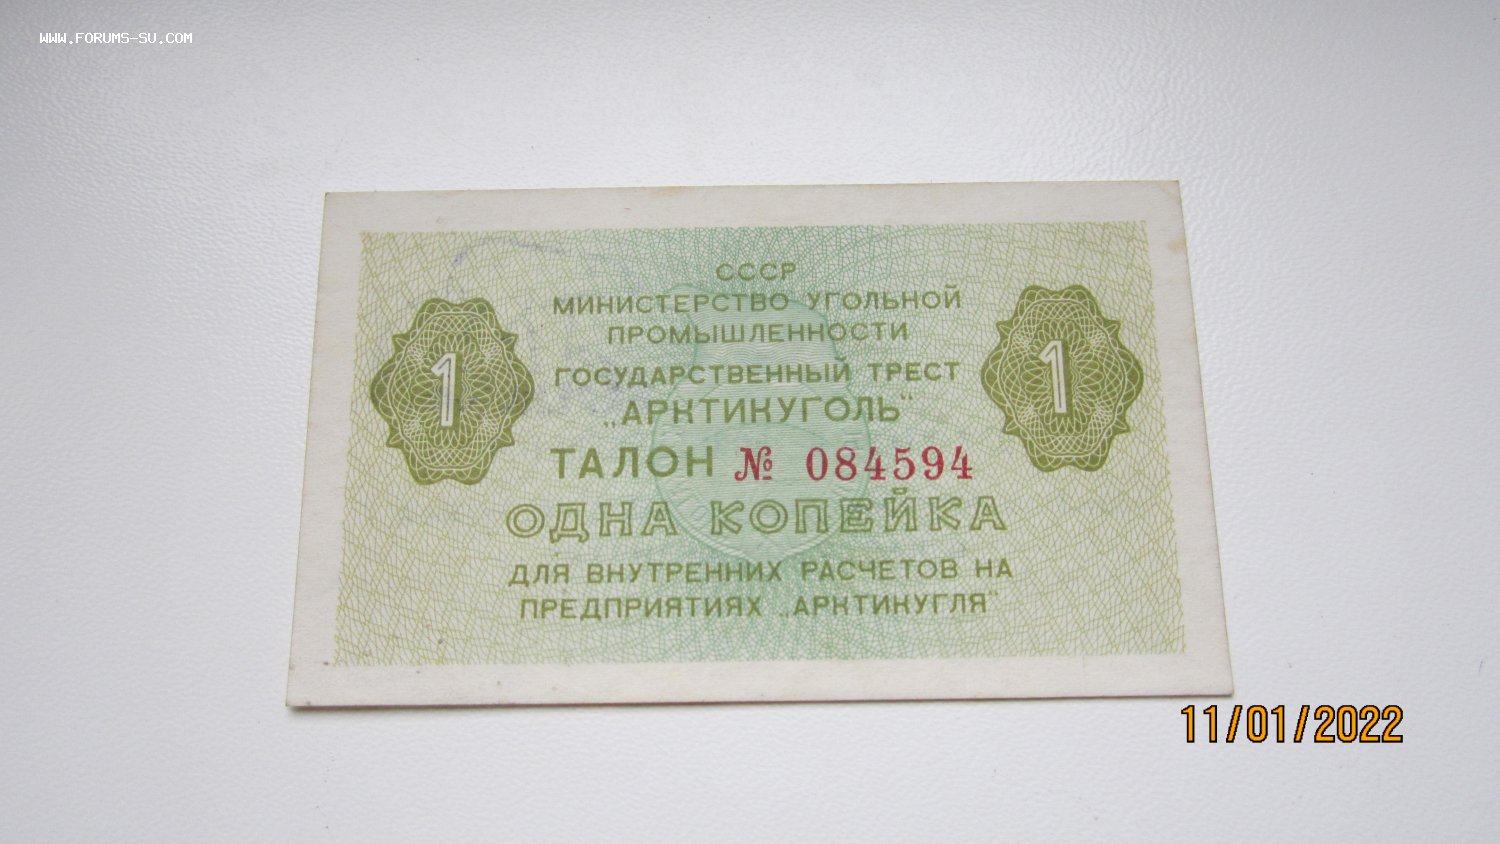 WWW.FORUMS-SU.COM
СССР
МИНИСТЕРСТВО УГОЛЬНОЙ
ПРОМЫШЛЕННОСТИ
ГОСУДАРСТВЕННЫЙ ТРЕСТ
„АРКТИКУГОЛЬ“
1
1
ТАЛОН № 084594
ОДНА КОПЕЙКА
ДЛЯ ВНУТРЕННИХ РАСЧЕТОВ НА
ПРЕДПРИЯТИЯХ „АРКТИКУГЛЯ“
11/01/2022